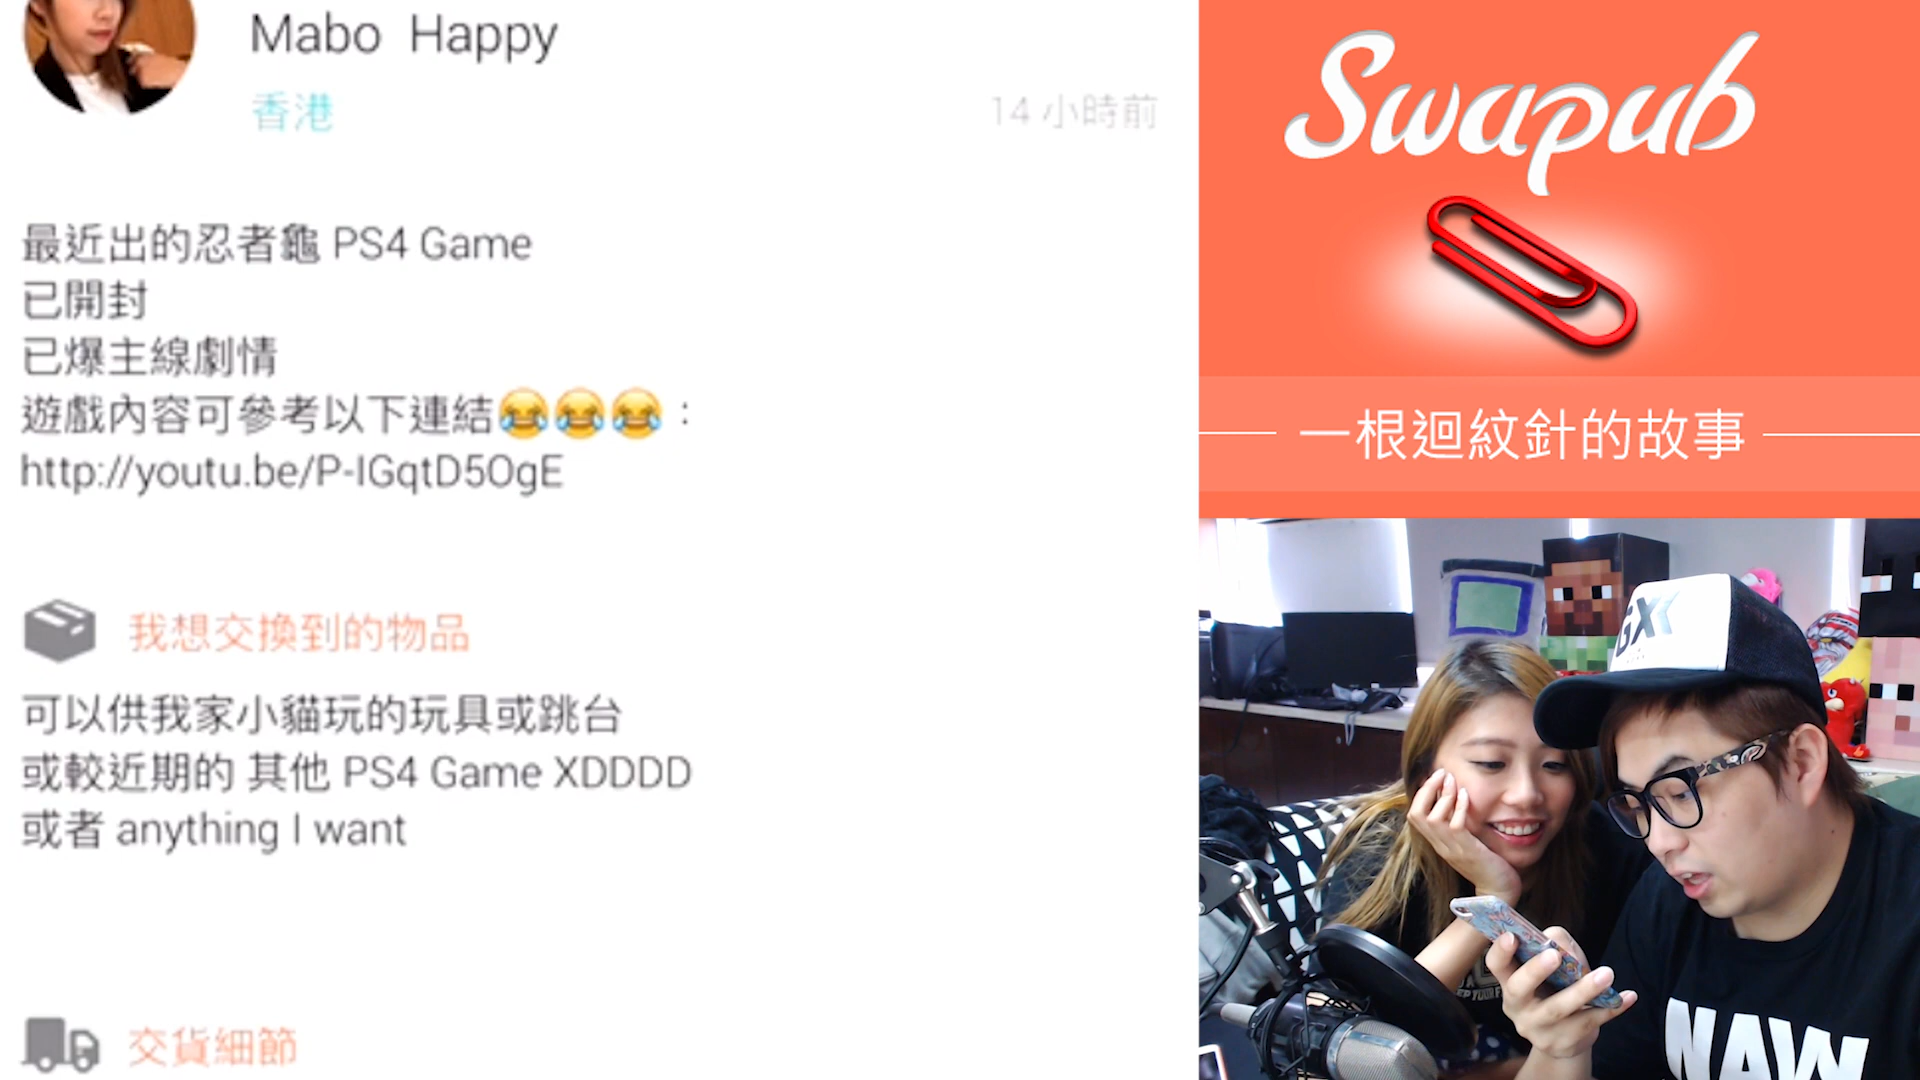 Mabo Happy
香港
14 小時前
最近出的忍者龜 PS4 Game
已開封
已爆主線劇情
遊戲內容可參考以下連結😂😂😂：
http://youtu.be/P-IGqtD5OgE
我想交換到的物品
可以供我家小貓玩的玩具或跳台
或較近期的 其他 PS4 Game XDDDD
或者 anything I want
交貨細節
Swapub
一根迴紋針的故事
NAW